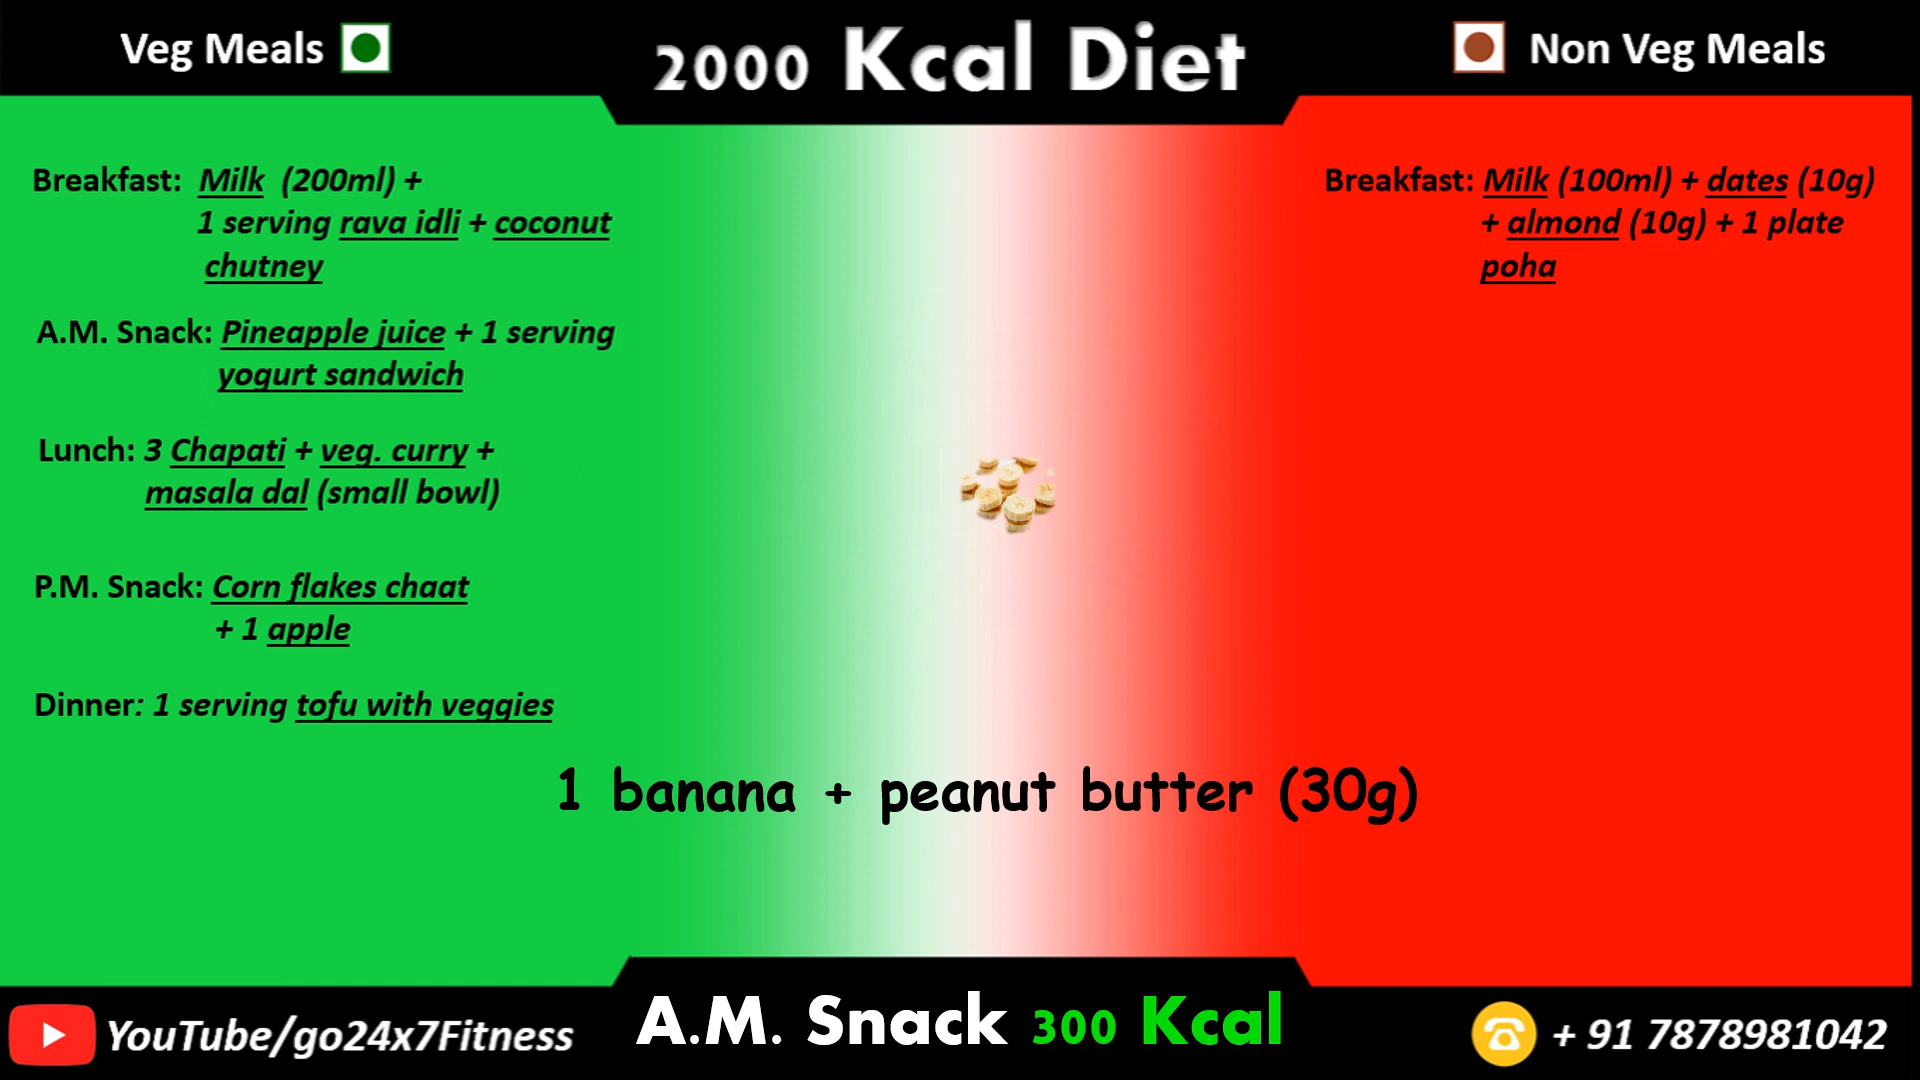 Veg Meals
2000 Kcal Diet
Non Veg Meals
Breakfast: Milk (200ml) +
1 serving rava idli + coconut
chutney
A.M. Snack: Pineapple juice + 1 serving
yogurt sandwich
Lunch: 3 Chapati + veg. curry +
masala dal (small bowl)
P.M. Snack: Corn flakes chaat
+ 1 apple
Dinner: 1 serving tofu with veggies
Breakfast: Milk (100ml) + dates (10g)
+ almond (10g) + 1 plate
poha
1 banana + peanut butter (30g)
YouTube/go24x7Fitness
A.M. Snack 300 Kcal
+ 91 7878981042